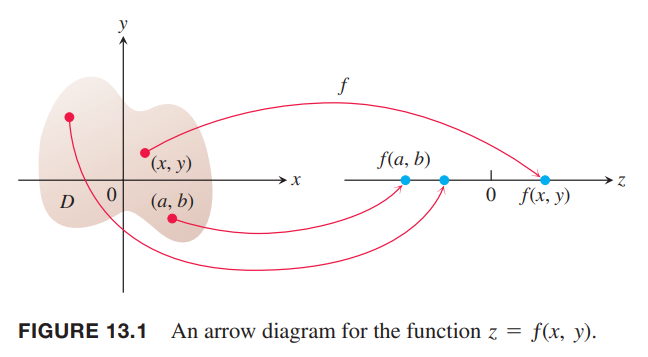 y
f
(x, y)
f(a, b)
x
z
D
0
(a, b)
0
f(x, y)
FIGURE 13.1 An arrow diagram for the function z = f(x, y).